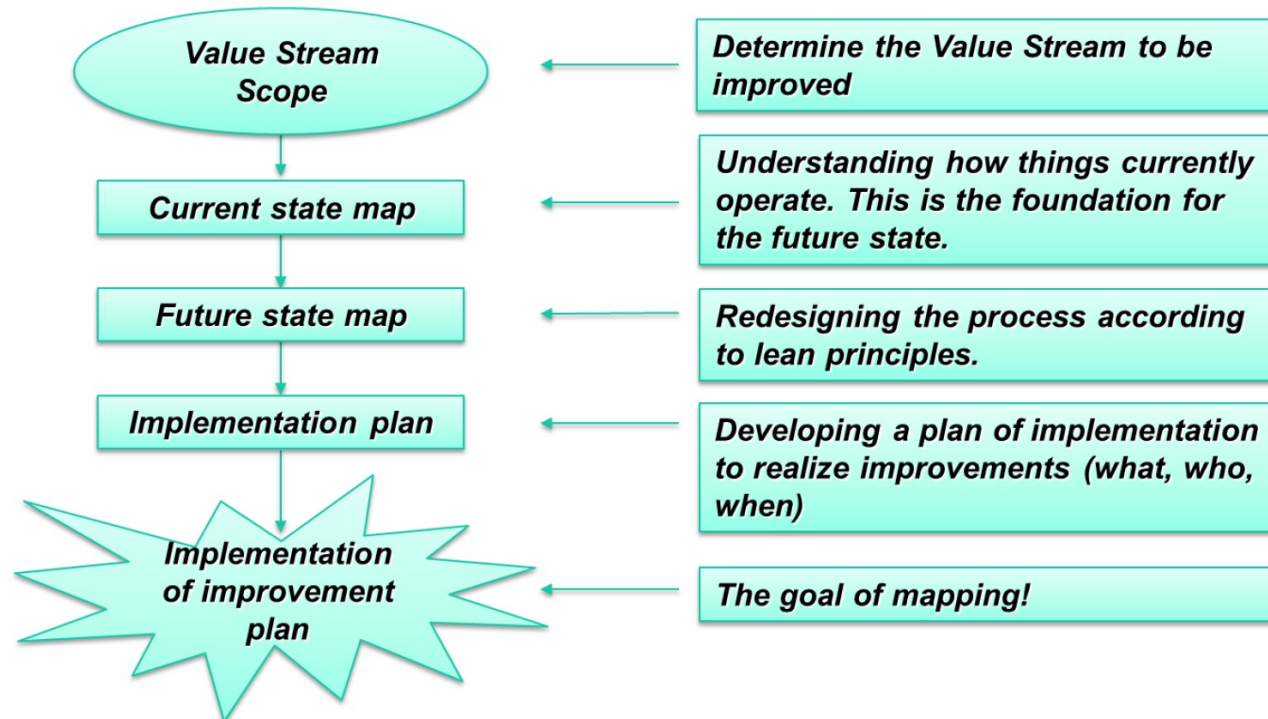 Value Stream
Scope
Determine the Value Stream to be
improved
Current state map
Understanding how things currently
operate. This is the foundation for
the future state.
Future state map
Redesigning the process according
to lean principles.
Implementation plan
Developing a plan of implementation
to realize improvements (what, who,
when)
Implementation
of improvement
plan
The goal of mapping!